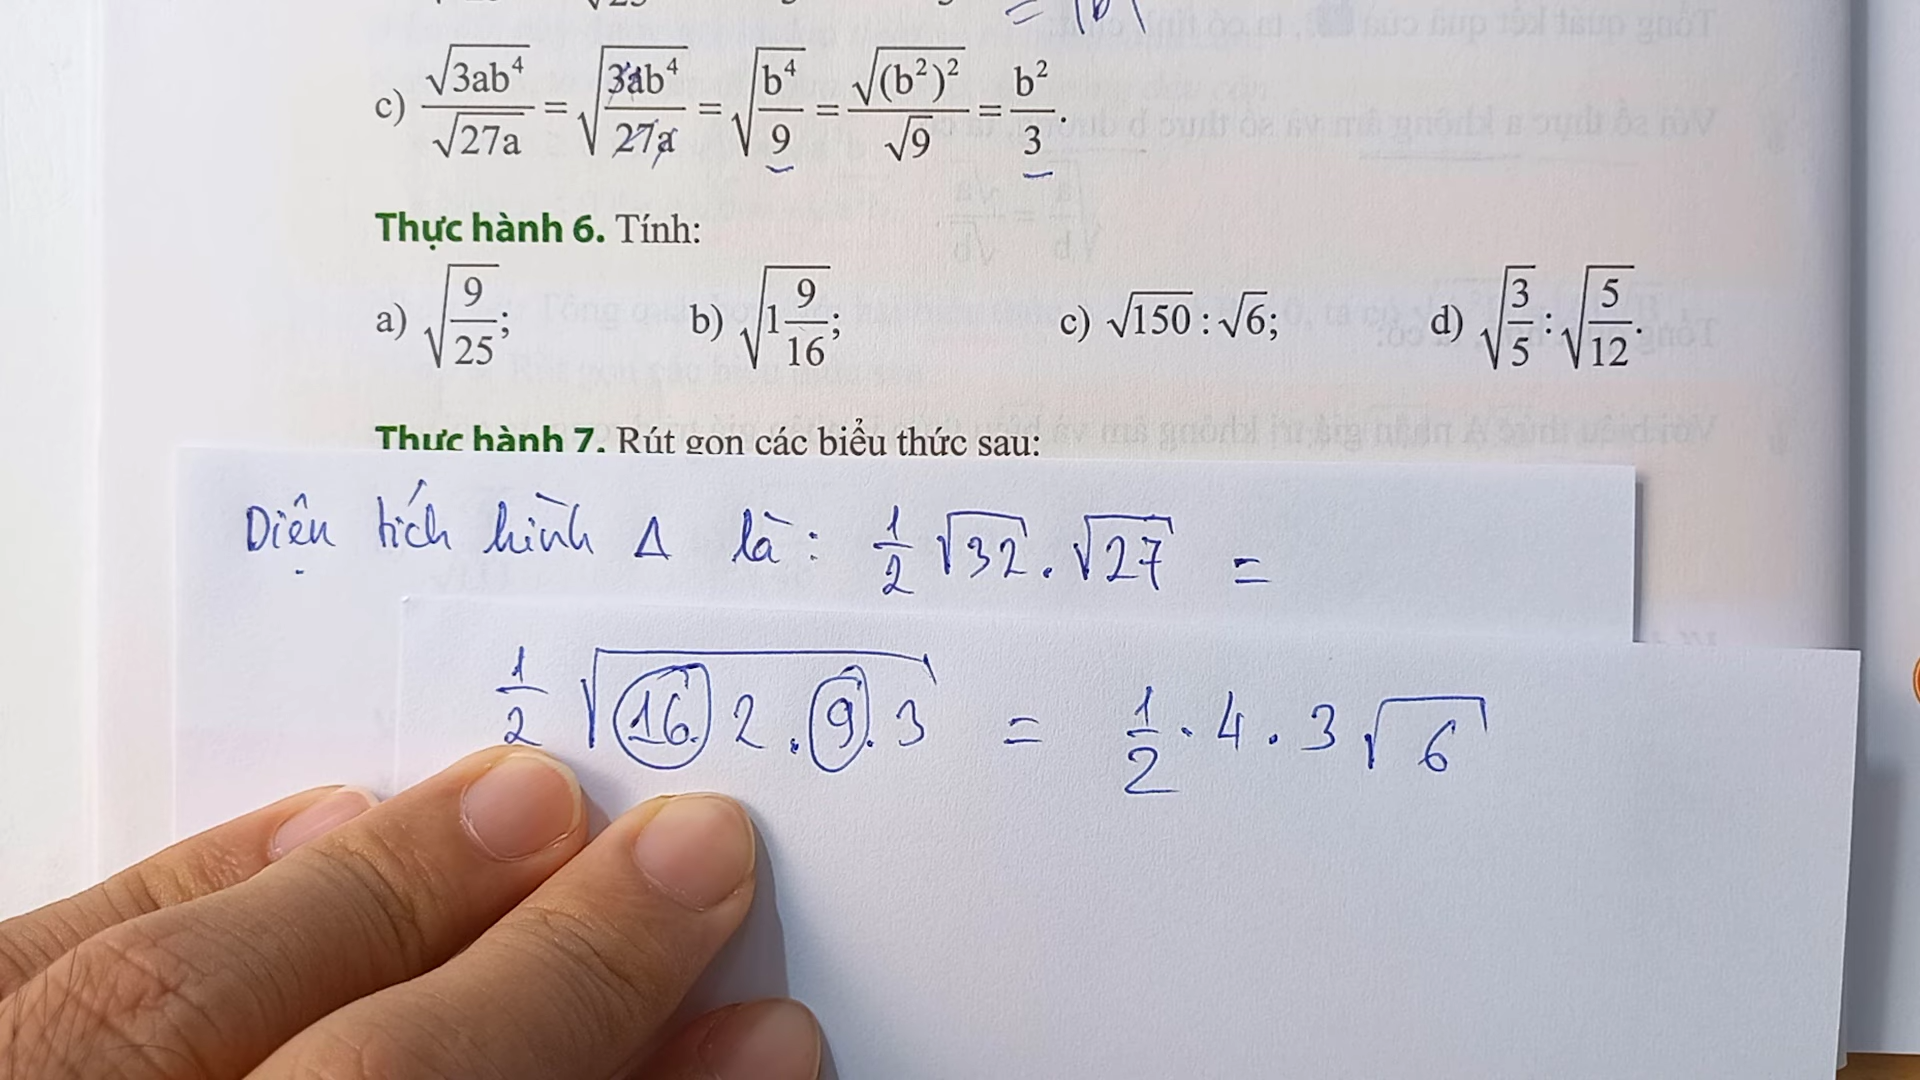 = |b|
c) √(3ab⁴)/√(27a) = √(3ab⁴/27a) = √(b⁴/9) = √((b²)²)/√9 = b²/3.
Thực hành 6. Tính:
a) √(9/25); b) √(1 9/16); c) √150 : √6; d) √(3/5) : √(5/12).
Thực hành 7. Rút gọn các biểu thức sau:
Diện tích hình Δ là : 1/2 √32 . √27 =
1/2 √(16. 2 . 9 . 3) = 1/2 . 4 . 3 √6